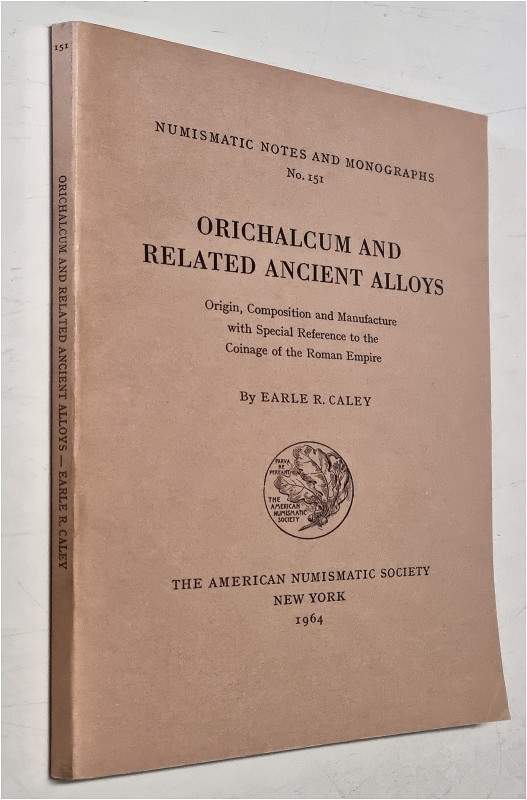 151
ORICHALCUM AND RELATED ANCIENT ALLOYS — EARLE R. CALEY
NUMISMATIC NOTES AND MONOGRAPHS
No. 151
ORICHALCUM AND
RELATED ANCIENT ALLOYS
Origin, Composition and Manufacture
with Special Reference to the
Coinage of the Roman Empire
By EARLE R. CALEY
PARVA
NE
PEREANT
THE
AMERICAN
NUMISMATIC
SOCIETY
THE AMERICAN NUMISMATIC SOCIETY
NEW YORK
1964